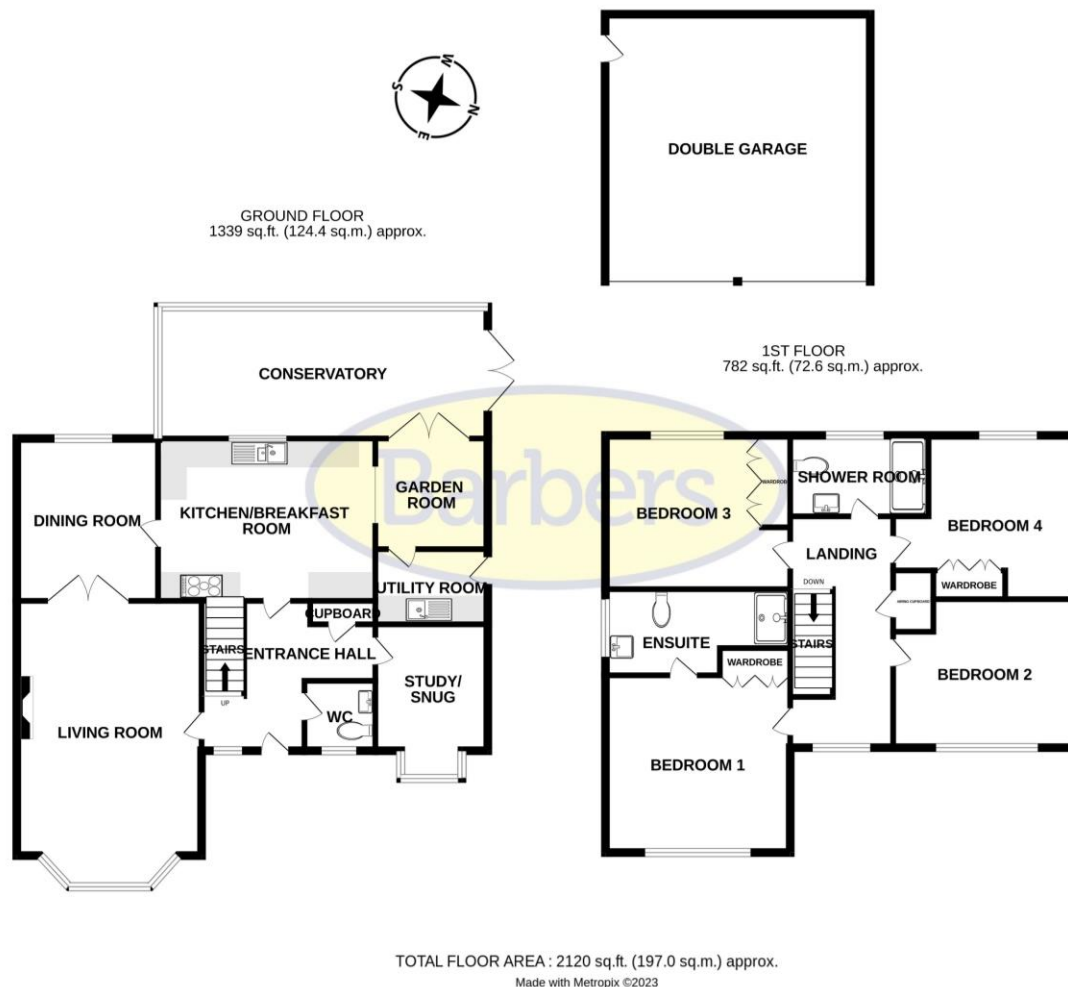 W
S
N
E
DOUBLE GARAGE
GROUND FLOOR
1339 sq.ft. (124.4 sq.m.) approx.
1ST FLOOR
782 sq.ft. (72.6 sq.m.) approx.
CONSERVATORY
Barbers
GARDEN
ROOM
DINING ROOM
KITCHEN/BREAKFAST
ROOM
UTILITY ROOM
CUPBOARD
STAIRS
ENTRANCE HALL
UP
STUDY/
SNUG
WC
LIVING ROOM
WARDROBE
SHOWER ROOM
BEDROOM 3
BEDROOM 4
LANDING
DOWN
WARDROBE
AIRING CUPBOARD
ENSUITE
STAIRS
WARDROBE
BEDROOM 2
BEDROOM 1
TOTAL FLOOR AREA : 2120 sq.ft. (197.0 sq.m.) approx.
Made with Metropix ©2023